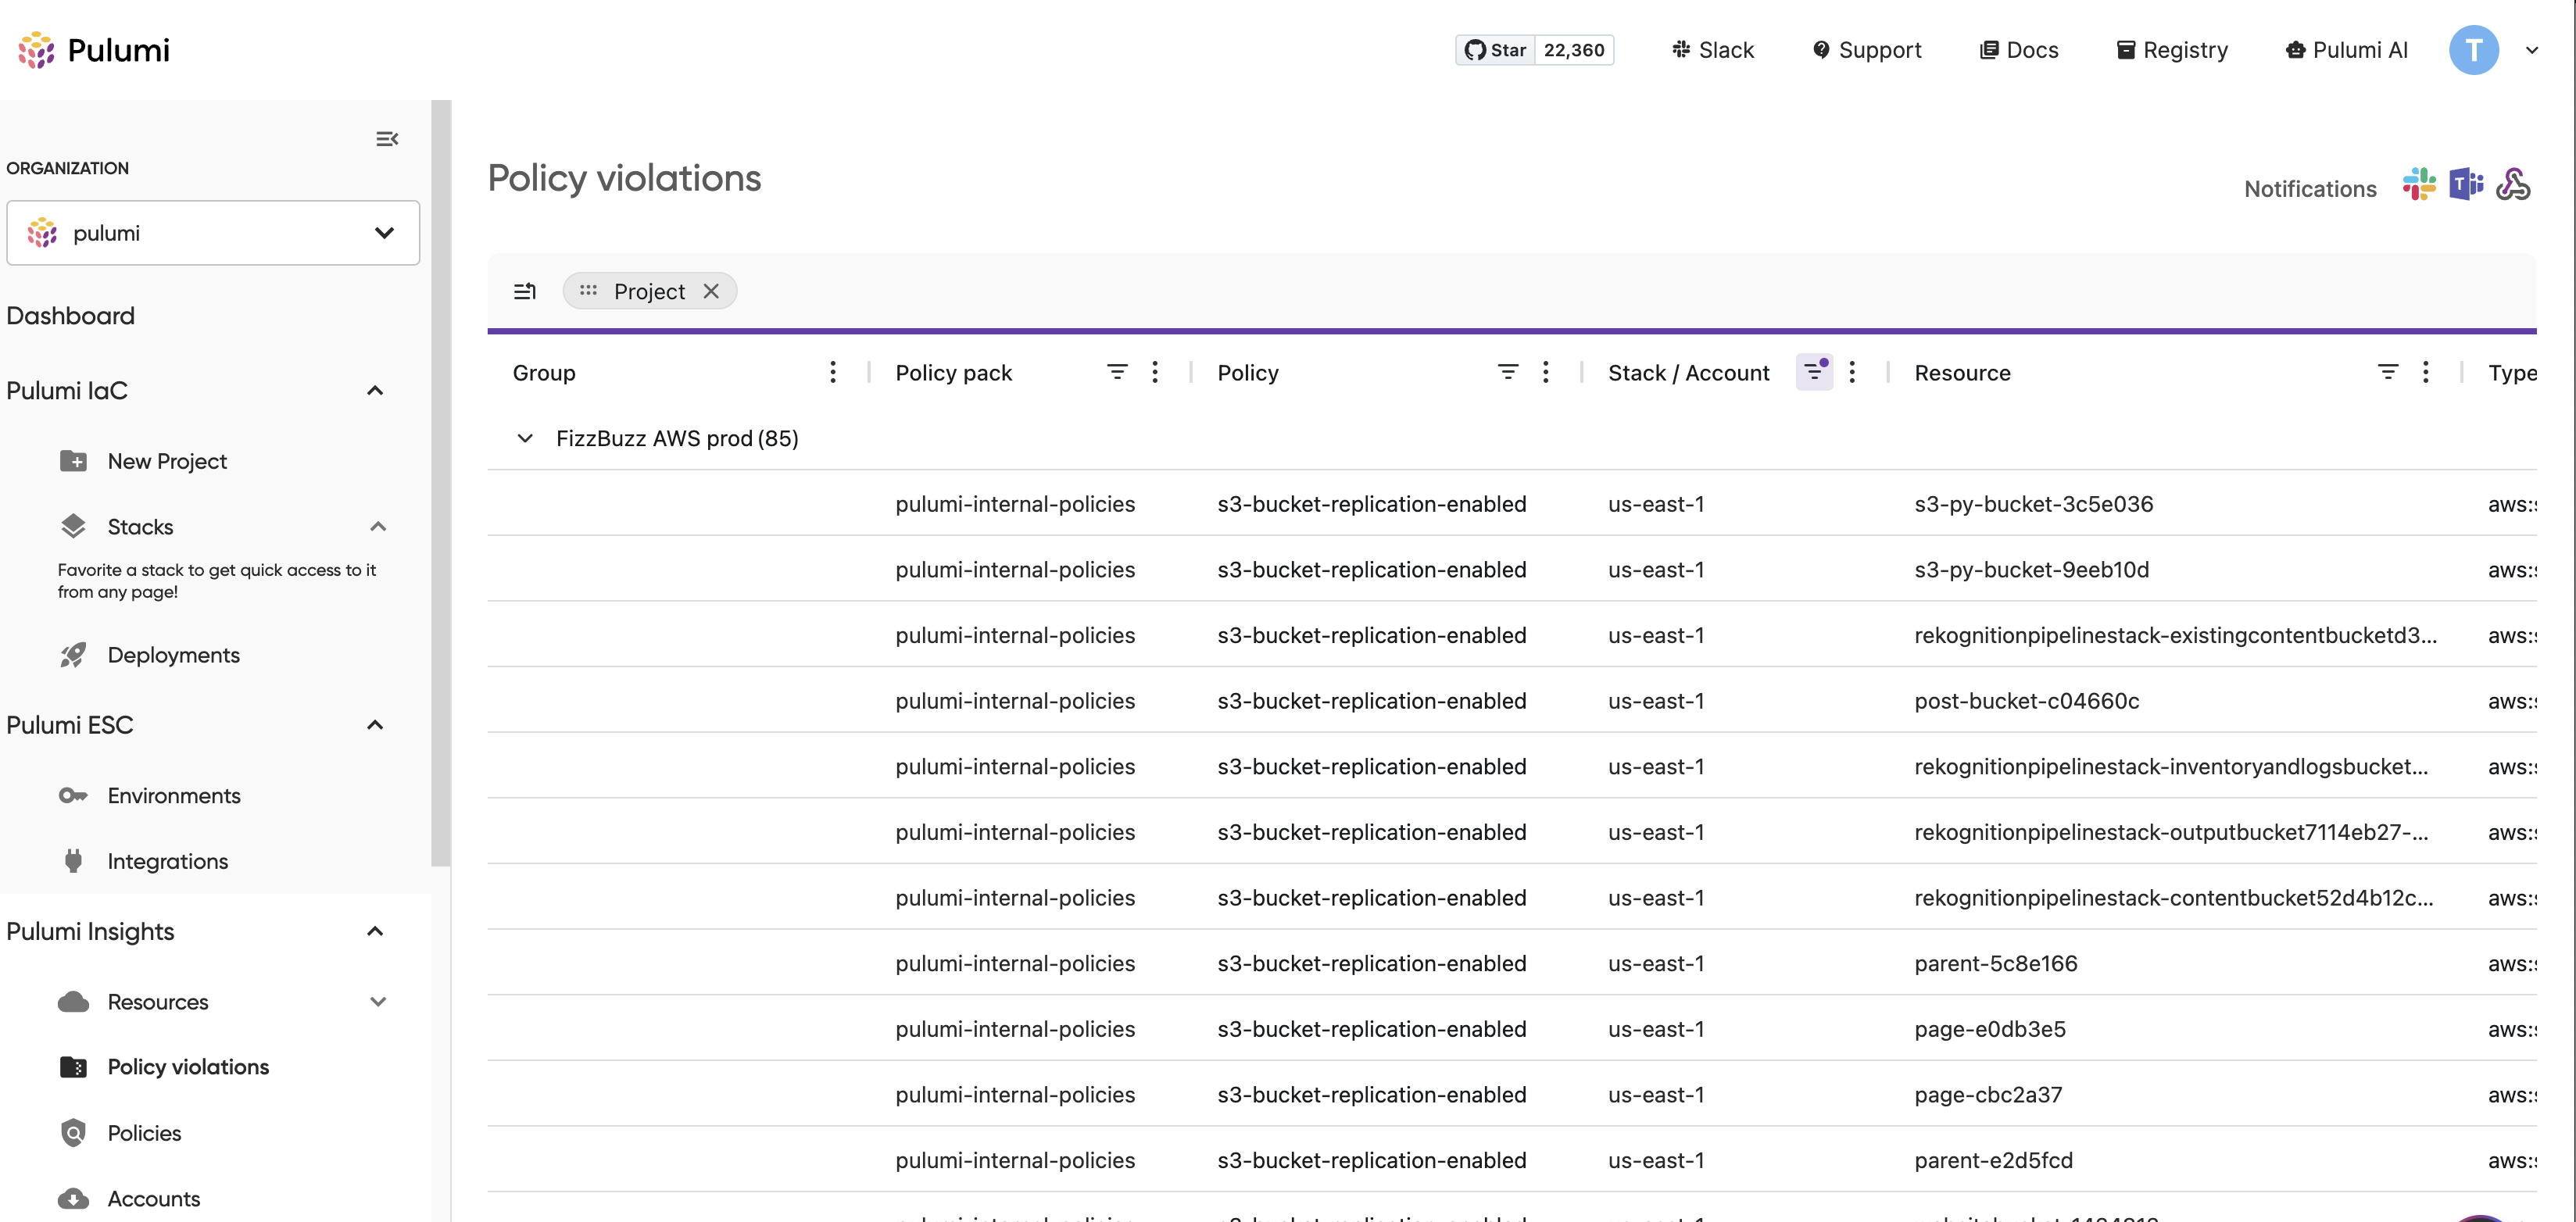 Pulumi
Star 22,360
Slack
Support
Docs
Registry
Pulumi AI
T
ORGANIZATION
pulumi
Dashboard
Pulumi IaC
New Project
Stacks
Favorite a stack to get quick access to it
from any page!
Deployments
Pulumi ESC
Environments
Integrations
Pulumi Insights
Resources
Policy violations
Policies
Accounts
Policy violations
Notifications
Project
Group Policy pack Policy Stack / Account Resource Type
FizzBuzz AWS prod (85)
pulumi-internal-policies s3-bucket-replication-enabled us-east-1 s3-py-bucket-3c5e036 aws:
pulumi-internal-policies s3-bucket-replication-enabled us-east-1 s3-py-bucket-9eeb10d aws:
pulumi-internal-policies s3-bucket-replication-enabled us-east-1 rekognitionpipelinestack-existingcontentbucketd3... aws:
pulumi-internal-policies s3-bucket-replication-enabled us-east-1 post-bucket-c04660c aws:
pulumi-internal-policies s3-bucket-replication-enabled us-east-1 rekognitionpipelinestack-inventoryandlogsbucket... aws:
pulumi-internal-policies s3-bucket-replication-enabled us-east-1 rekognitionpipelinestack-outputbucket7114eb27-... aws:
pulumi-internal-policies s3-bucket-replication-enabled us-east-1 rekognitionpipelinestack-contentbucket52d4b12c... aws:
pulumi-internal-policies s3-bucket-replication-enabled us-east-1 parent-5c8e166 aws:
pulumi-internal-policies s3-bucket-replication-enabled us-east-1 page-e0db3e5 aws:
pulumi-internal-policies s3-bucket-replication-enabled us-east-1 page-cbc2a37 aws:
pulumi-internal-policies s3-bucket-replication-enabled us-east-1 parent-e2d5fcd aws: